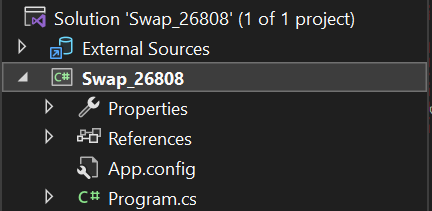 Solution 'Swap_26808' (1 of 1 project)
External Sources
C# Swap_26808
Properties
References
App.config
C# Program.cs